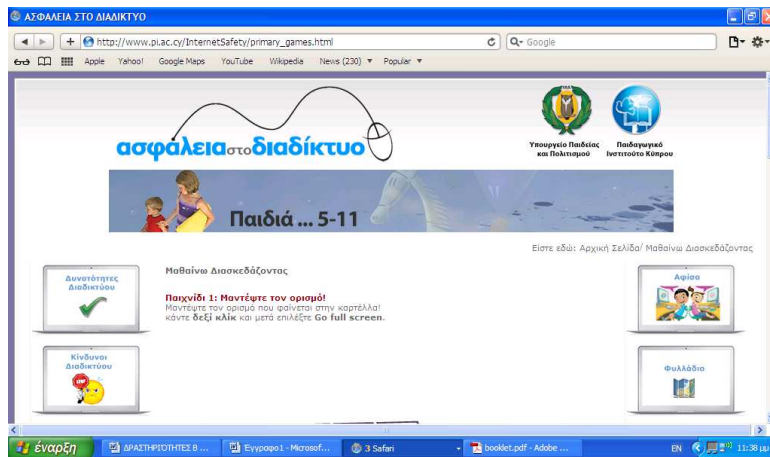 ΑΣΦΑΛΕΙΑ ΣΤΟ ΔΙΑΔΙΚΤΥΟ
http://www.pi.ac.cy/InternetSafety/primary_games.html
Google
Apple Yahoo! Google Maps YouTube Wikipedia News (230) Popular
ασφάλειαστοδιαδίκτυο
Υπουργείο Παιδείας
και Πολιτισμού
Παιδαγωγικό
Ινστιτούτο Κύπρου
Παιδιά ... 5-11
Είστε εδώ: Αρχική Σελίδα/ Μαθαίνω Διασκεδάζοντας
Δυνατότητες
Διαδικτύου
Μαθαίνω Διασκεδάζοντας
Παιχνίδι 1: Μαντέψτε τον ορισμό!
Μαντέψτε τον ορισμό που φαίνεται στην καρτέλλα!
κάντε δεξί κλίκ και μετά επιλέξτε Go full screen.
Αφίσα
Κίνδυνοι
Διαδικτύου
Φυλλάδιο
έναρξη
ΔΡΑΣΤΗΡΙΟΤΗΤΕΣ Β ...
Έγγραφο1 - Microsof...
3 Safari
booklet.pdf - Adobe ...
EN
11:38 μμ